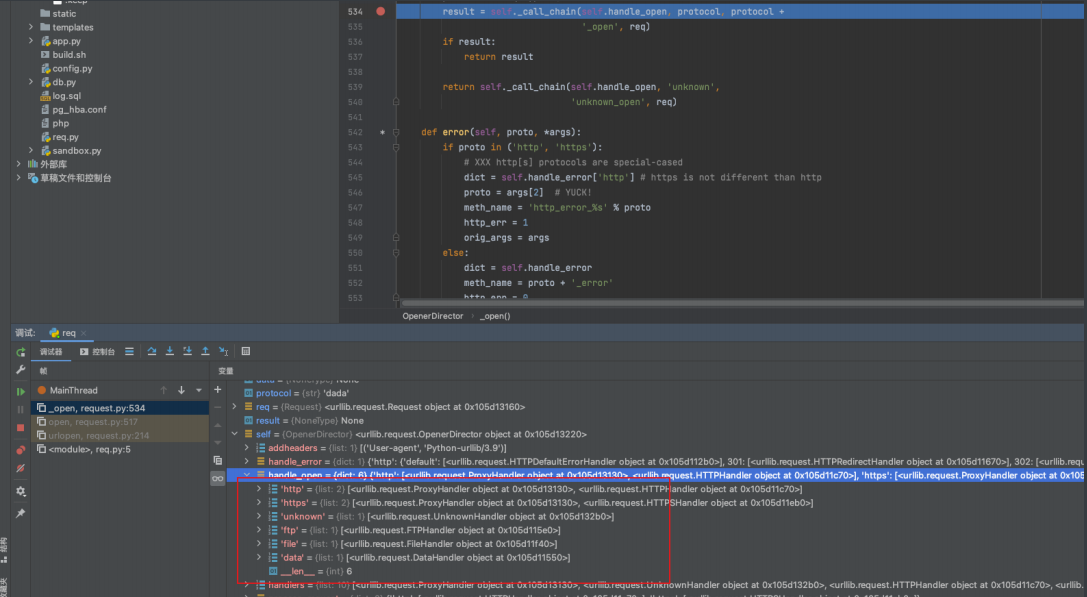 static
templates
app.py
build.sh
config.py
db.py
log.sql
pg_hba.conf
php
req.py
sandbox.py
外部库
草稿文件和控制台
534 result = self._call_chain(self.handle_open, protocol, protocol +
535 '_open', req)
536 if result:
537 return result
538
539 return self._call_chain(self.handle_open, 'unknown',
540 'unknown_open', req)
541
542 * def error(self, proto, *args):
543 if proto in ('http', 'https'):
544 # XXX http[s] protocols are special-cased
545 dict = self.handle_error['http'] # https is not different than http
546 proto = args[2] # YUCK!
547 meth_name = 'http_error_%s' % proto
548 http_err = 1
549 orig_args = args
550 else:
551 dict = self.handle_error
552 meth_name = proto + '_error'
553 http_err = 0
OpenerDirector › _open()
调试: req ×
调试器 控制台
帧
MainThread
_open, request.py:534
open, request.py:517
urlopen, request.py:214
<module>, req.py:5
变量
data = {NoneType} None
protocol = {str} 'dada'
req = {Request} <urllib.request.Request object at 0x105d13160>
result = {NoneType} None
self = {OpenerDirector} <urllib.request.OpenerDirector object at 0x105d13220>
addheaders = {list: 1} [('User-agent', 'Python-urllib/3.9')]
handle_error = {dict: 1} {'http': {'default': [<urllib.request.HTTPDefaultErrorHandler object at 0x105d112b0>], 301: [<urllib.request.HTTPRedirectHandler object at 0x105d11670>], 302: [<urllib.req
handle_open = {dict: 6} {'http': [<urllib.request.ProxyHandler object at 0x105d13130>, <urllib.request.HTTPHandler object at 0x105d11c70>], 'https': [<urllib.request.ProxyHandler object at 0x105
'http' = {list: 2} [<urllib.request.ProxyHandler object at 0x105d13130>, <urllib.request.HTTPHandler object at 0x105d11c70>]
'https' = {list: 2} [<urllib.request.ProxyHandler object at 0x105d13130>, <urllib.request.HTTPSHandler object at 0x105d11eb0>]
'unknown' = {list: 1} [<urllib.request.UnknownHandler object at 0x105d132b0>]
'ftp' = {list: 1} [<urllib.request.FTPHandler object at 0x105d115e0>]
'file' = {list: 1} [<urllib.request.FileHandler object at 0x105d11f40>]
'data' = {list: 1} [<urllib.request.DataHandler object at 0x105d11550>]
__len__ = {int} 6
handlers = {list: 10} [<urllib.request.ProxyHandler object at 0x105d13130>, <urllib.request.UnknownHandler object at 0x105d132b0>, <urllib.request.HTTPHandler object at 0x105d11c70>, <urllib.
结构